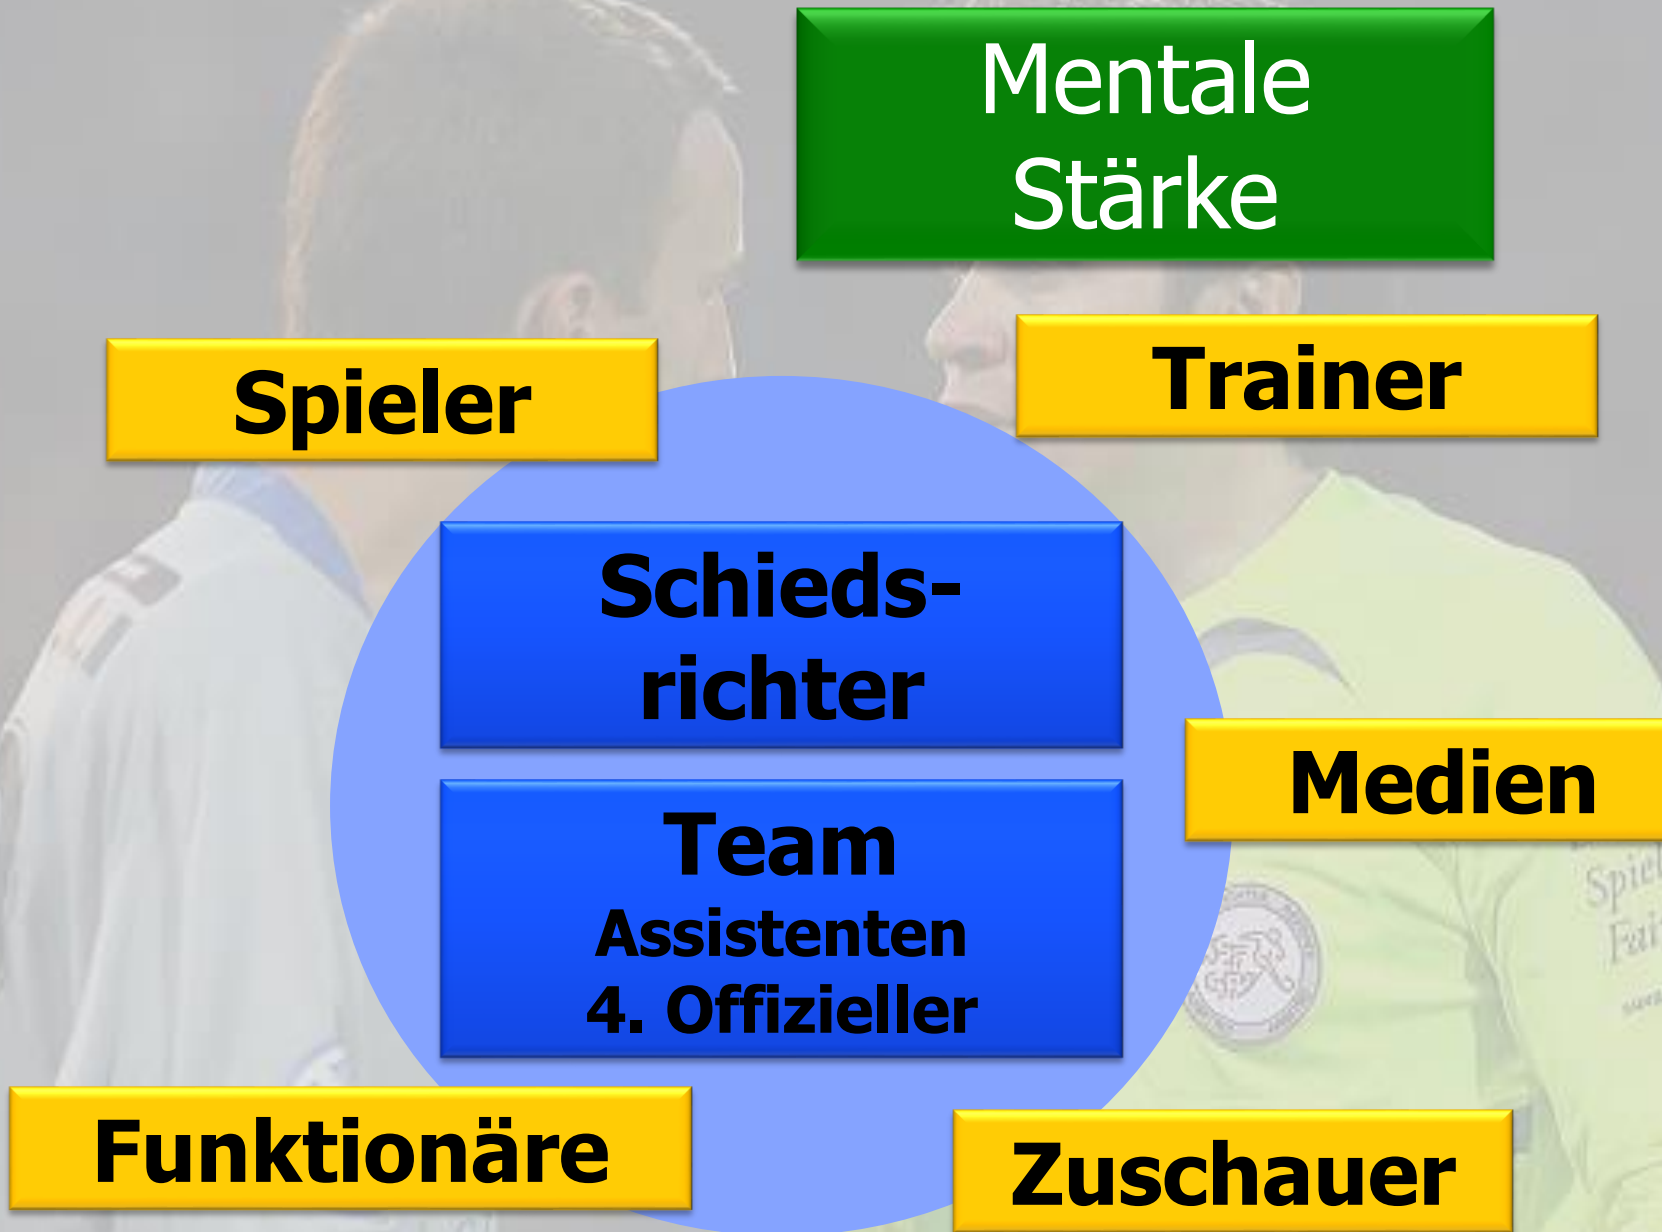 Mentale
Stärke
Spieler
Trainer
Schieds-
richter
Medien
Team
Assistenten
4. Offizieller
Funktionäre
Zuschauer